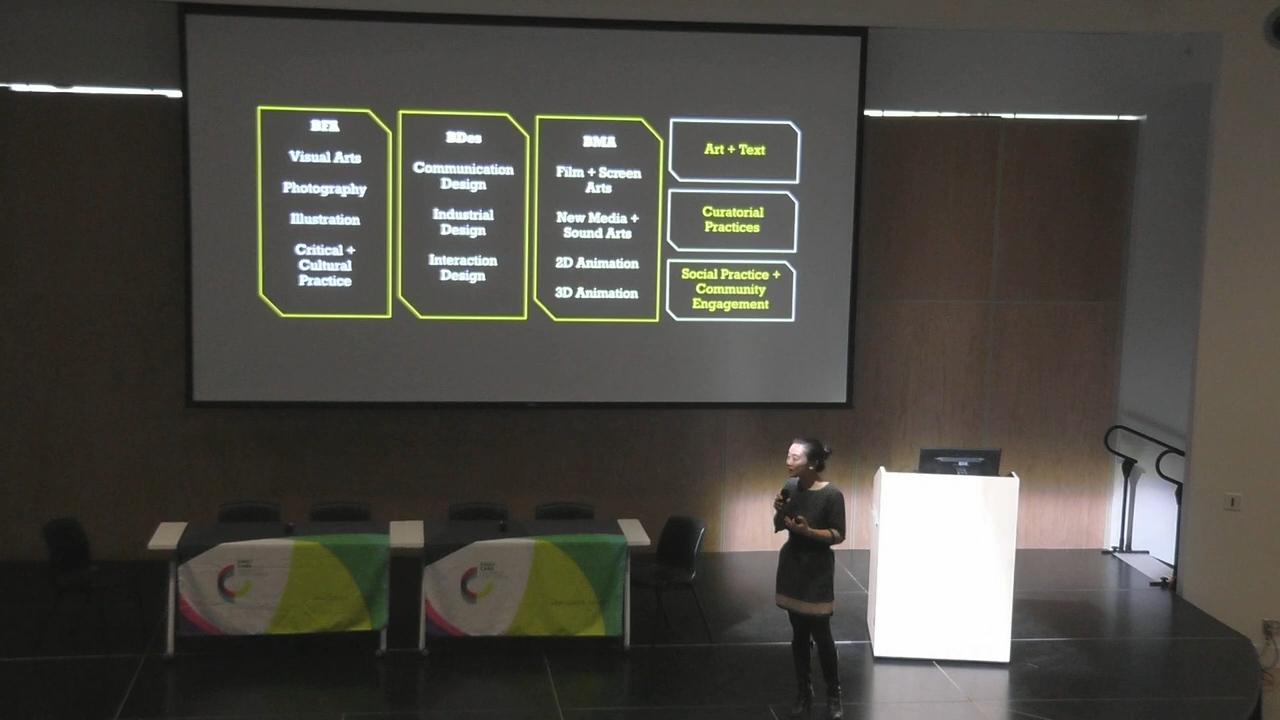 BFA
Visual Arts
Photography
Illustration
Critical +
Cultural
Practice
BDes
Communication
Design
Industrial
Design
Interaction
Design
BMA
Film + Screen
Arts
New Media +
Sound Arts
2D Animation
3D Animation
Art + Text
Curatorial
Practices
Social Practice +
Community
Engagement